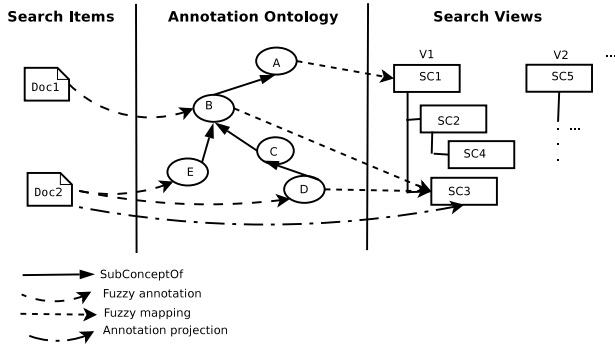 Search Items
Annotation Ontology
Search Views
V1
V2
...
A
SC1
SC5
Doc1
B
SC2
...
C
SC4
E
Doc2
D
SC3
SubConceptOf
Fuzzy annotation
Fuzzy mapping
Annotation projection